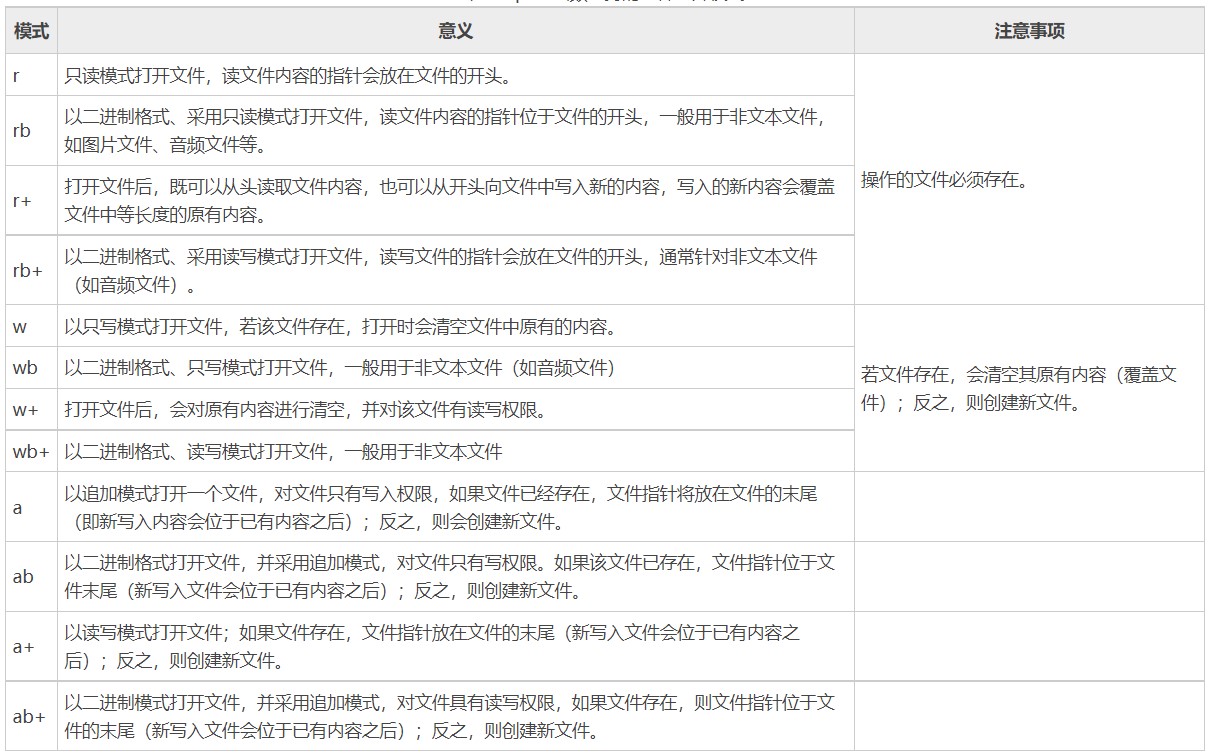 模式
意义
注意事项
r
只读模式打开文件，读文件内容的指针会放在文件的开头。
操作的文件必须存在。
rb
以二进制格式、采用只读模式打开文件，读文件内容的指针位于文件的开头，一般用于非文本文件，
如图片文件、音频文件等。
r+
打开文件后，既可以从头读取文件内容，也可以从开头向文件中写入新的内容，写入的新内容会覆盖
文件中等长度的原有内容。
rb+
以二进制格式、采用读写模式打开文件，读写文件的指针会放在文件的开头，通常针对非文本文件
（如音频文件）。
w
以只写模式打开文件，若该文件存在，打开时会清空文件中原有的内容。
若文件存在，会清空其原有内容（覆盖文
件）；反之，则创建新文件。
wb
以二进制格式、只写模式打开文件，一般用于非文本文件（如音频文件）
w+
打开文件后，会对原有内容进行清空，并对该文件有读写权限。
wb+
以二进制格式、读写模式打开文件，一般用于非文本文件
a
以追加模式打开一个文件，对文件只有写入权限，如果文件已经存在，文件指针将放在文件的末尾
（即新写入内容会位于已有内容之后）；反之，则会创建新文件。
ab
以二进制格式打开文件，并采用追加模式，对文件只有写权限。如果该文件已存在，文件指针位于文
件末尾（新写入文件会位于已有内容之后）；反之，则创建新文件。
a+
以读写模式打开文件；如果文件存在，文件指针放在文件的末尾（新写入文件会位于已有内容之
后）；反之，则创建新文件。
ab+
以二进制模式打开文件，并采用追加模式，对文件具有读写权限，如果文件存在，则文件指针位于文
件的末尾（新写入文件会位于已有内容之后）；反之，则创建新文件。